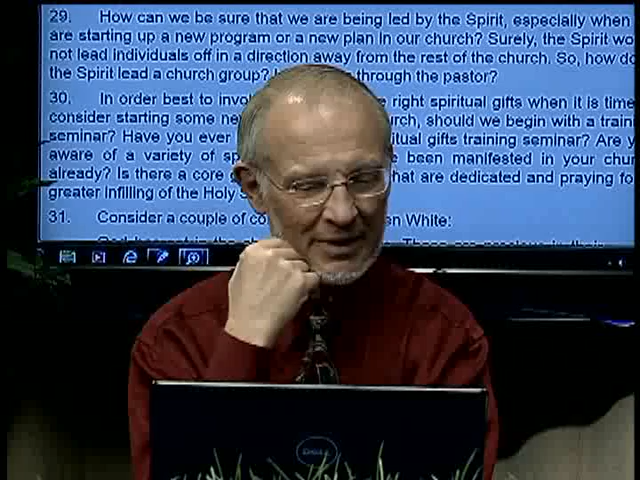 29. How can we be sure that we are being led by the Spirit, especially when
are starting up a new program or a new plan in our church? Surely, the Spirit wo
not lead individuals off in a direction away from the rest of the church. So, how do
the Spirit lead a church group? through the pastor?
30. In order best to invo right spiritual gifts when it is time
consider starting some ne urch, should we begin with a train
seminar? Have you ever itual gifts training seminar? Are y
aware of a variety of sp e been manifested in your chur
already? Is there a core hat are dedicated and praying fo
greater infilling of the Holy S
31. Consider a couple of co en White:
DELL